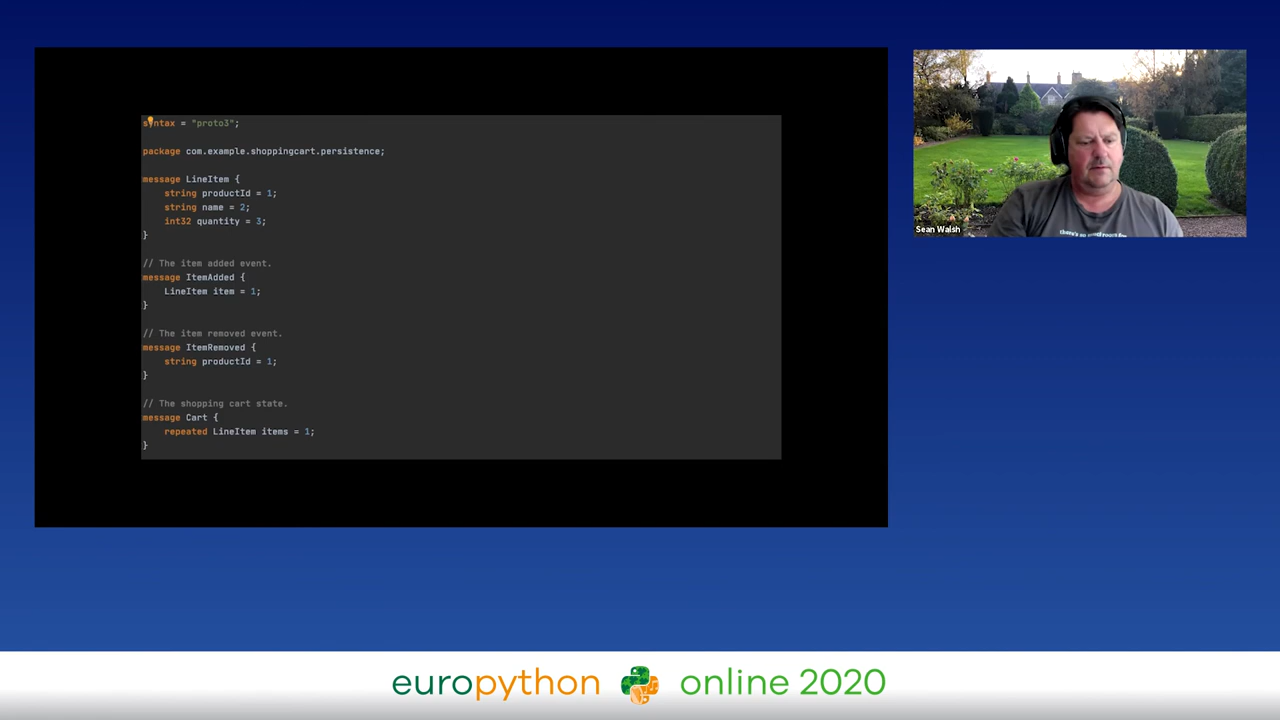 syntax = "proto3";
package com.example.shoppingcart.persistence;
message LineItem {
string productId = 1;
string name = 2;
int32 quantity = 3;
}
// The item added event.
message ItemAdded {
LineItem item = 1;
}
// The item removed event.
message ItemRemoved {
string productId = 1;
}
// The shopping cart state.
message Cart {
repeated LineItem items = 1;
}
Sean Walsh
europython online 2020